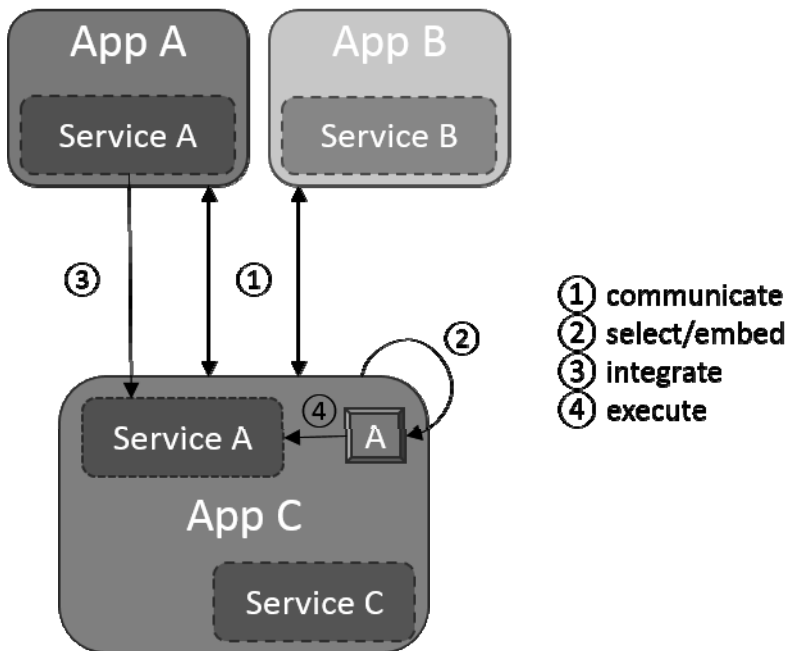 App A
App B
Service A
Service B
③
①
① communicate
② select/embed
③ integrate
④ execute
②
④
Service A
A
App C
Service C